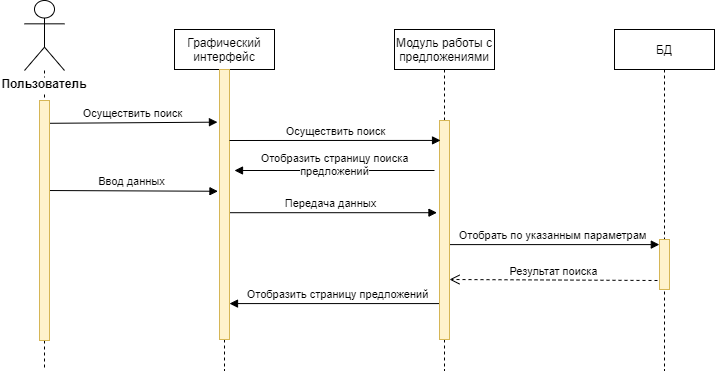 Графический
интерфейс
Модуль работы с
предложениями
БД
Пользователь
Осуществить поиск
Осуществить поиск
Отобразить страницу поиска
предложений
Ввод данных
Передача данных
Отобрать по указанным параметрам
Результат поиска
Отобразить страницу предложений